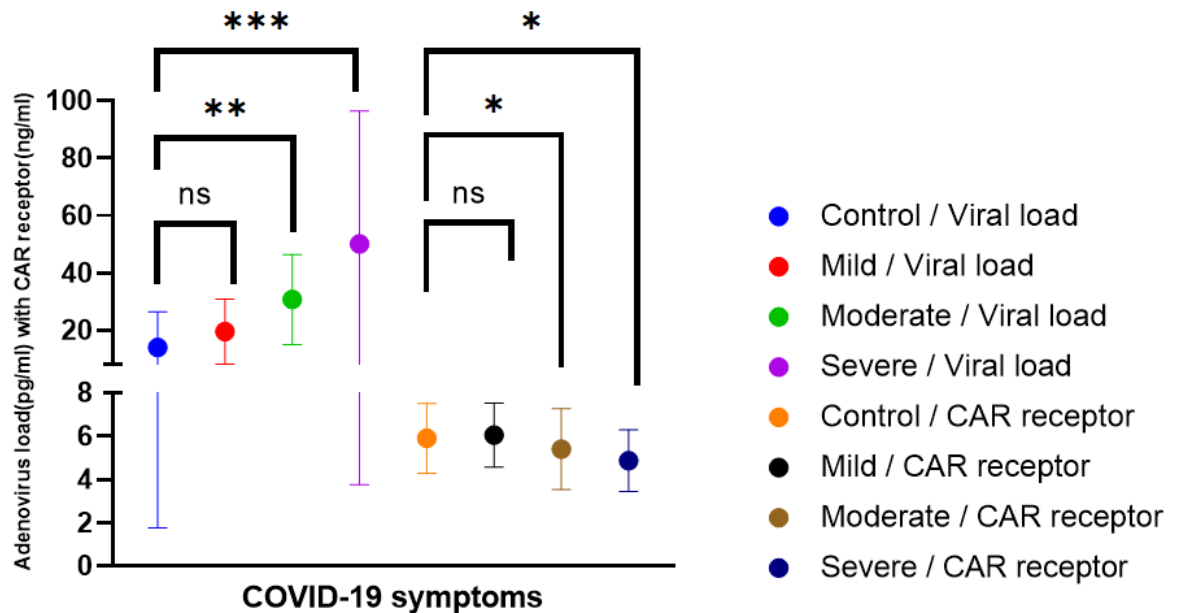 ***
*
Adenovirus load(pg/ml) with CAR receptor(ng/ml)
100
**
*
80
ns
ns
60
40
20
8
6
4
2
0
COVID-19 symptoms
Control / Viral load
Mild / Viral load
Moderate / Viral load
Severe / Viral load
Control / CAR receptor
Mild / CAR receptor
Moderate / CAR receptor
Severe / CAR receptor